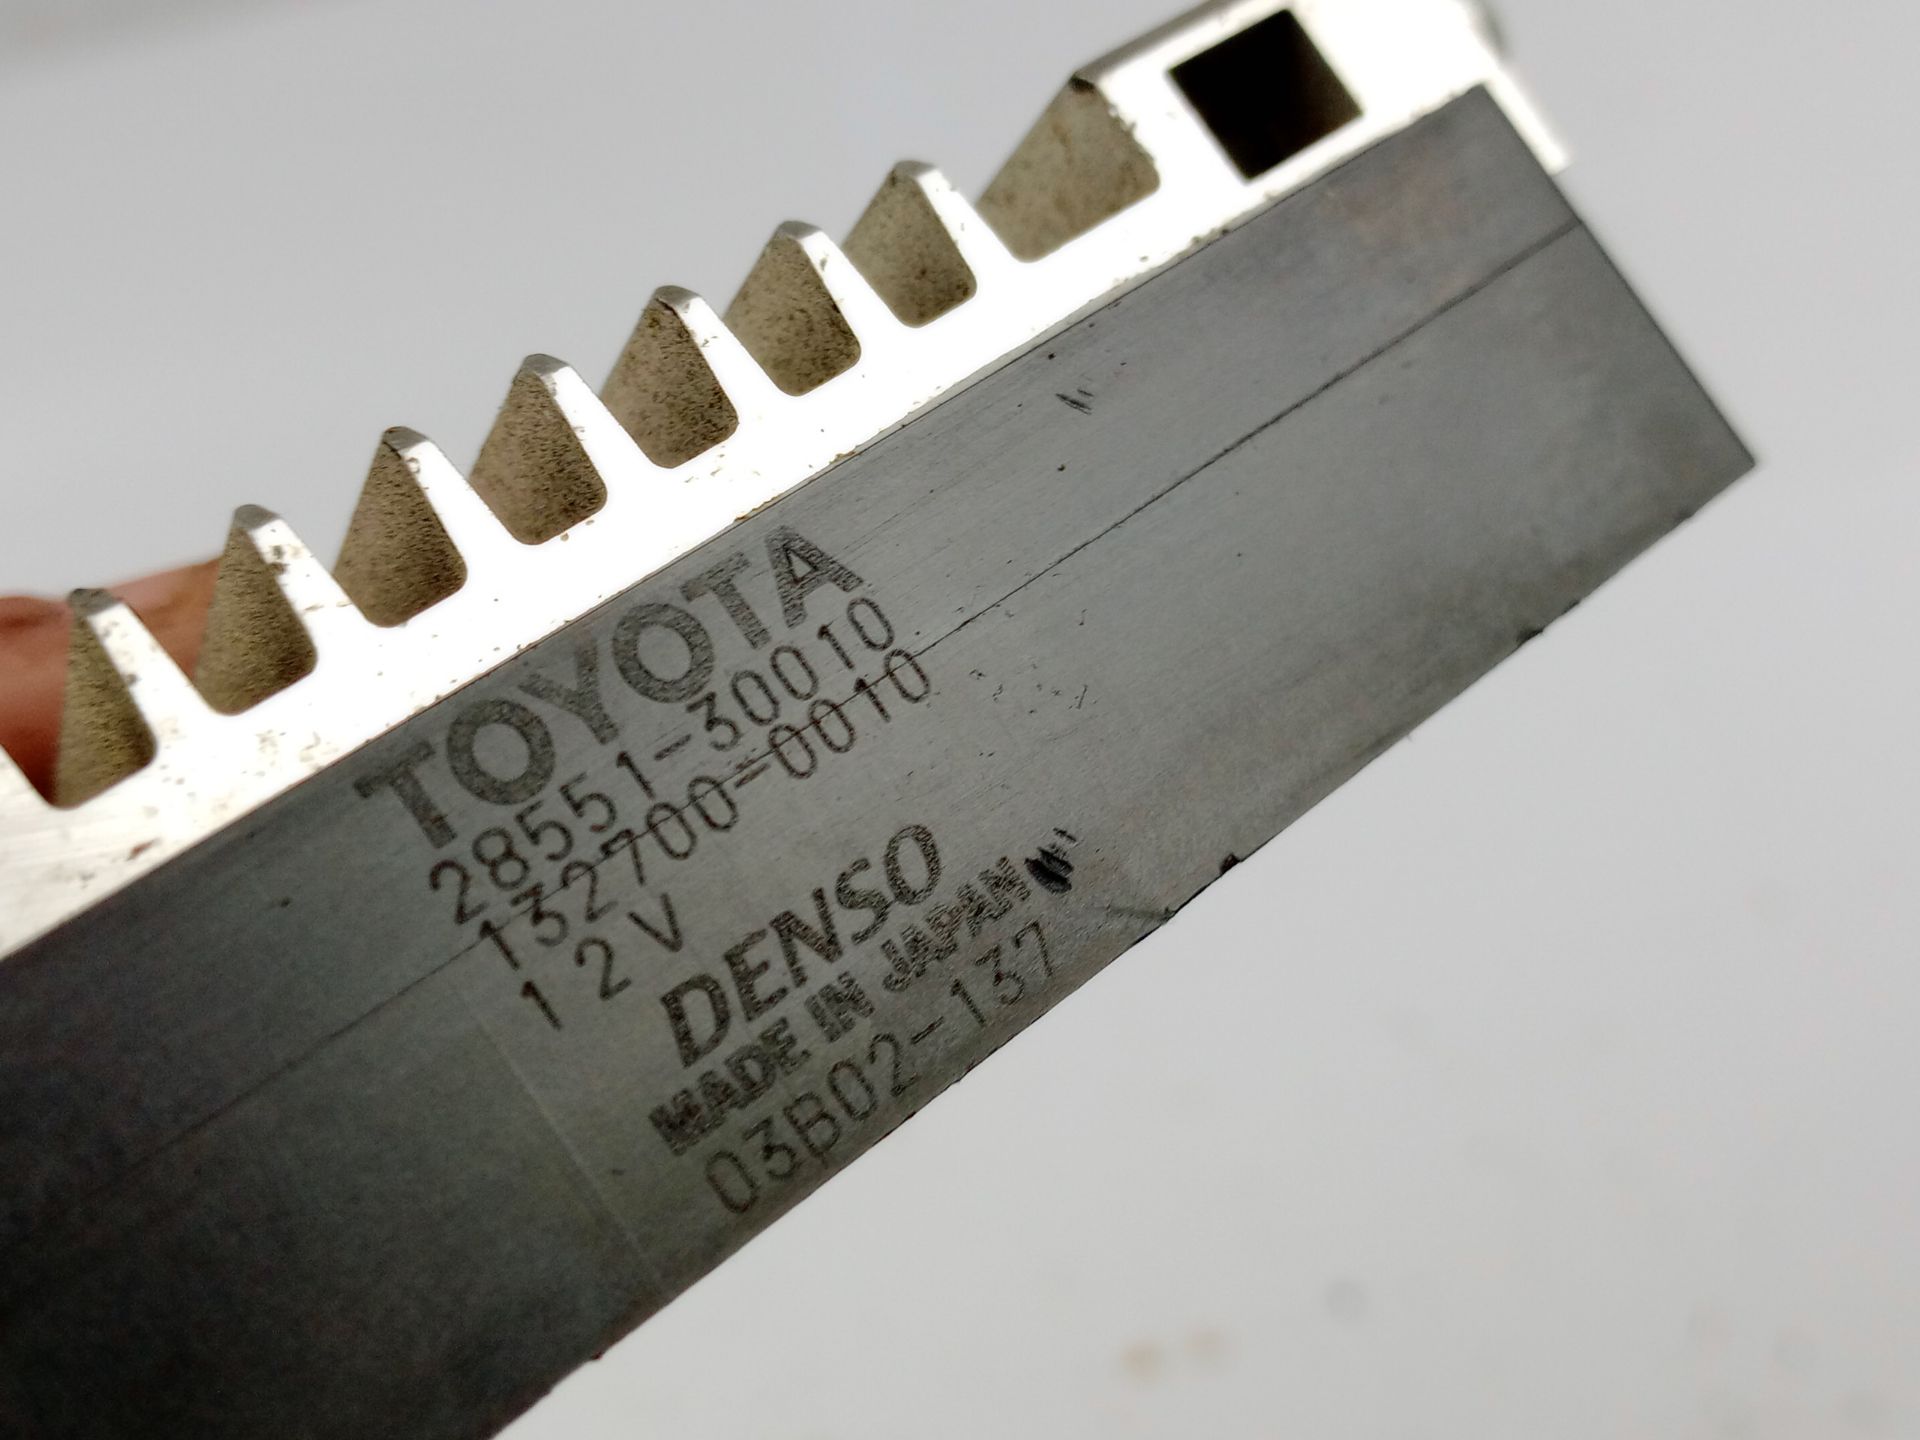 TOYOTA
28551-30010
132700-0010
12V
DENSO
MADE IN JAPAN
03B02-137